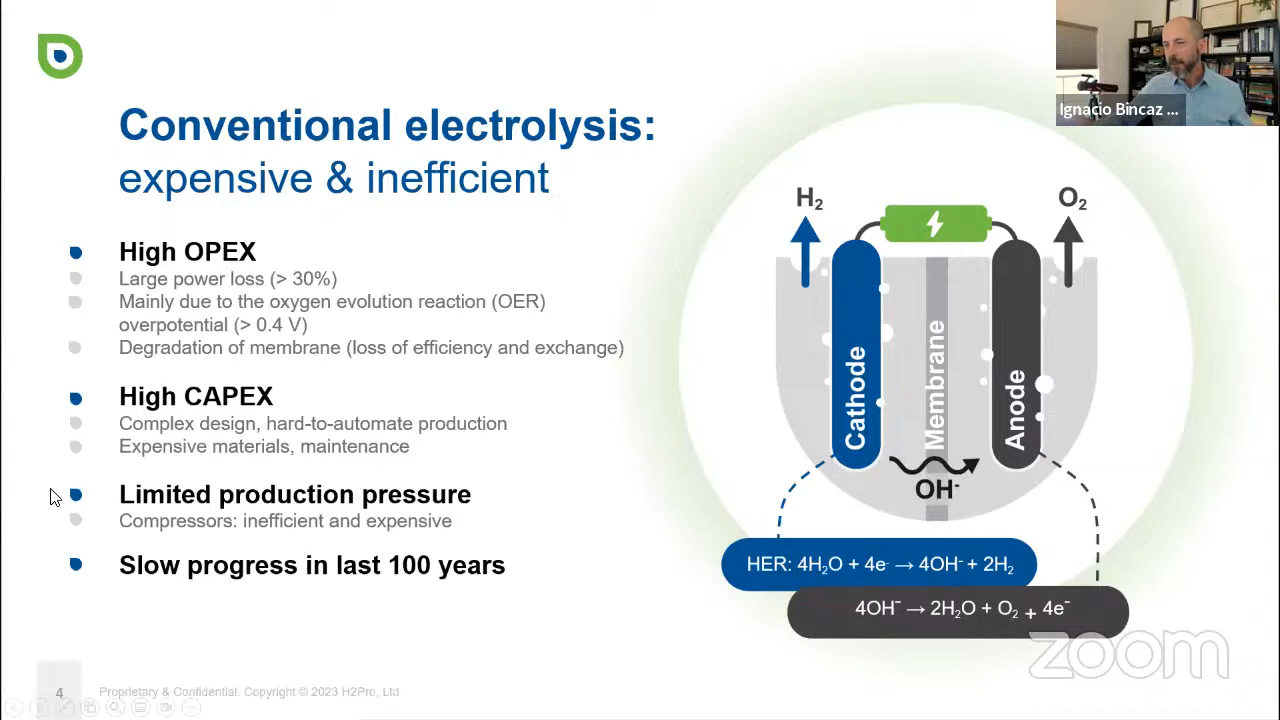 Ignacio Bincaz ...
Conventional electrolysis:
expensive & inefficient
High OPEX
Large power loss (> 30%)
Mainly due to the oxygen evolution reaction (OER)
overpotential (> 0.4 V)
Degradation of membrane (loss of efficiency and exchange)
High CAPEX
Complex design, hard-to-automate production
Expensive materials, maintenance
Limited production pressure
Compressors: inefficient and expensive
Slow progress in last 100 years
H₂
O₂
Cathode
Membrane
Anode
OH⁻
HER: 4H₂O + 4e⁻ → 4OH⁻ + 2H₂
4OH⁻ → 2H₂O + O₂ + 4e⁻
zoom
4
Proprietary & Confidential. Copyright © 2023 H2Pro, Ltd